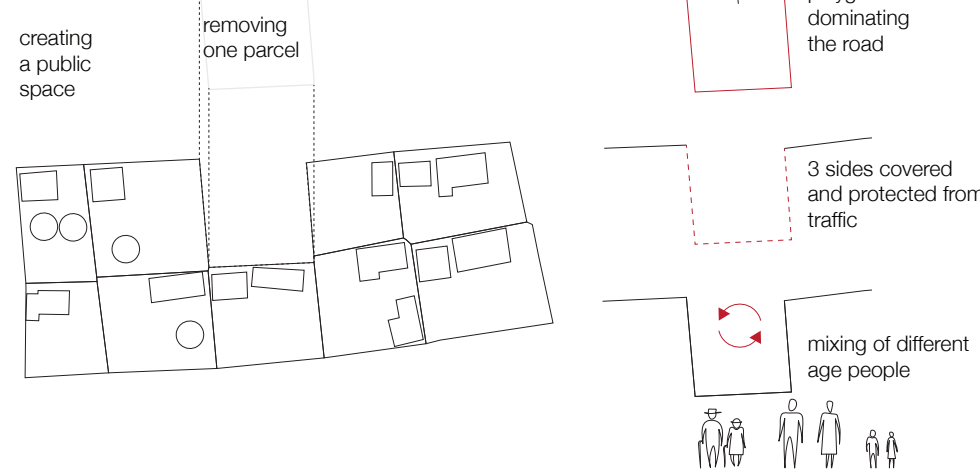 creating
a public
space
removing
one parcel
dominating
the road
3 sides covered
and protected from
traffic
mixing of different
age people